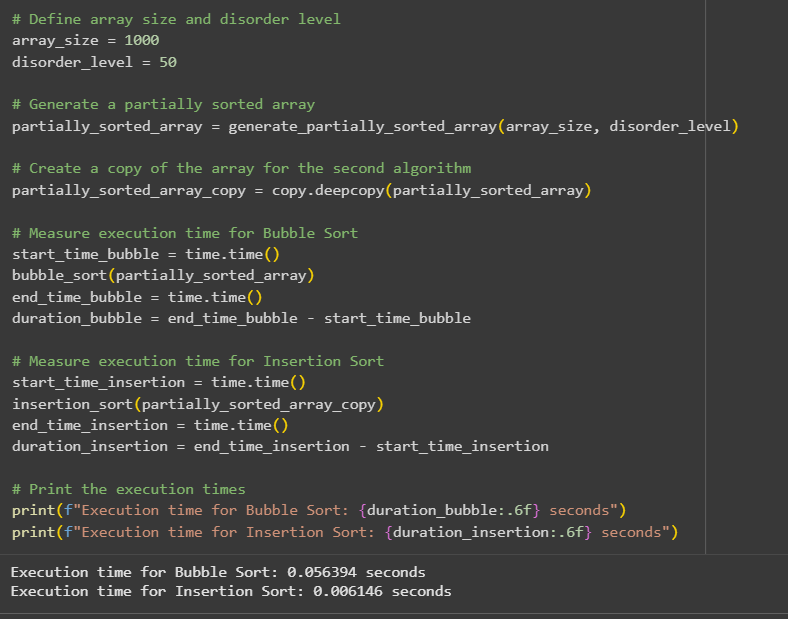 # Define array size and disorder level
array_size = 1000
disorder_level = 50
# Generate a partially sorted array
partially_sorted_array = generate_partially_sorted_array(array_size, disorder_level)
# Create a copy of the array for the second algorithm
partially_sorted_array_copy = copy.deepcopy(partially_sorted_array)
# Measure execution time for Bubble Sort
start_time_bubble = time.time()
bubble_sort(partially_sorted_array)
end_time_bubble = time.time()
duration_bubble = end_time_bubble - start_time_bubble
# Measure execution time for Insertion Sort
start_time_insertion = time.time()
insertion_sort(partially_sorted_array_copy)
end_time_insertion = time.time()
duration_insertion = end_time_insertion - start_time_insertion
# Print the execution times
print(f"Execution time for Bubble Sort: {duration_bubble:.6f} seconds")
print(f"Execution time for Insertion Sort: {duration_insertion:.6f} seconds")
Execution time for Bubble Sort: 0.056394 seconds
Execution time for Insertion Sort: 0.006146 seconds